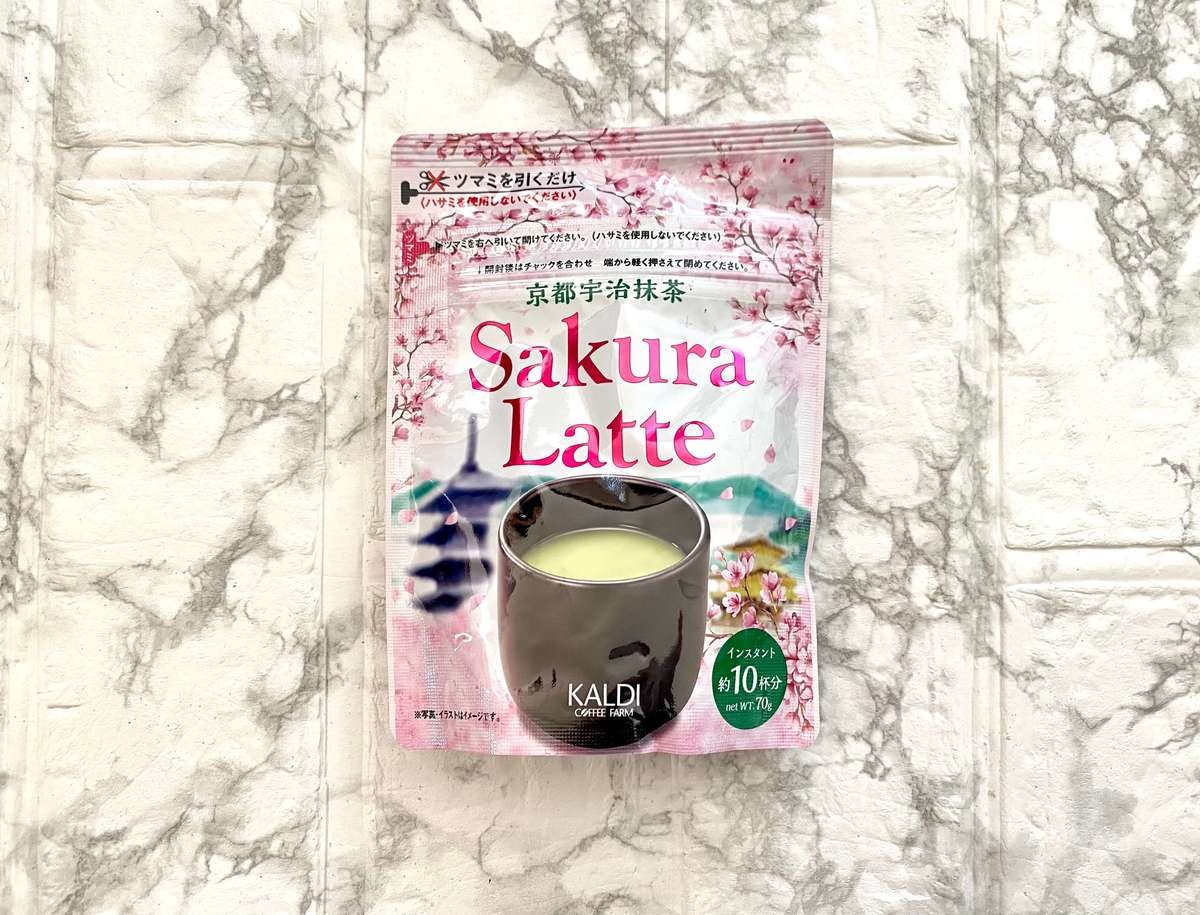 ツマミを引くだけ
(ハサミを使用しないでください)
ツマミ
ツマミを右へ引いて開けてください。(ハサミを使用しないでください)
↓開封後はチャックを合わせ 端から軽く押さえて閉めてください。
京都宇治抹茶
Sakura
Latte
インスタント
約10杯分
net WT. 70g
KALDI
COFFEE FARM
※写真・イラストはイメージです。